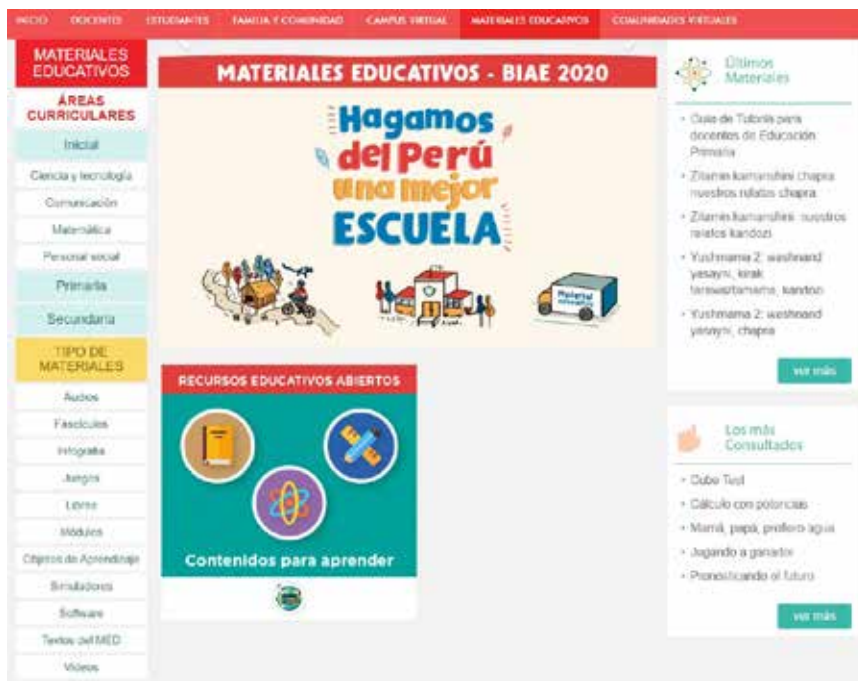 INICIO DOCENTES ESTUDIANTES FAMILIA Y COMUNIDAD CAMPUS VIRTUAL MATERIALES EDUCATIVOS COMUNIDADES VIRTUALES
MATERIALES
EDUCATIVOS
ÁREAS
CURRICULARES
Inicial
Ciencia y tecnología
Comunicación
Matemática
Personal social
Primaria
Secundaria
TIPO DE
MATERIALES
Audios
Fascículos
Infografía
Juegos
Libros
Módulos
Objetos de Aprendizaje
Simuladores
Software
Textos del MED
Videos
MATERIALES EDUCATIVOS - BIAE 2020
Hagamos
del Perú
una mejor
ESCUELA
Material
educativo
RECURSOS EDUCATIVOS ABIERTOS
Contenidos para aprender
Últimos
Materiales
• Guía de Tutoría para
docentes de Educación
Primaria
• Zitamin kamanshini chapra
nuestros relatos chapra
• Zitamin kamanshini nuestros
relatos kandozi
• Yushmama 2: washnand
yasayni, kirak
kandozi
• Yushmama 2: washnand
yasayni, chapra
ver más
Los más
Consultados
• Cube Test
• Cálculo con potencias
• Mamá, papá, prefiero agua
• Jugando a ganador
• Pronosticando el futuro
ver más